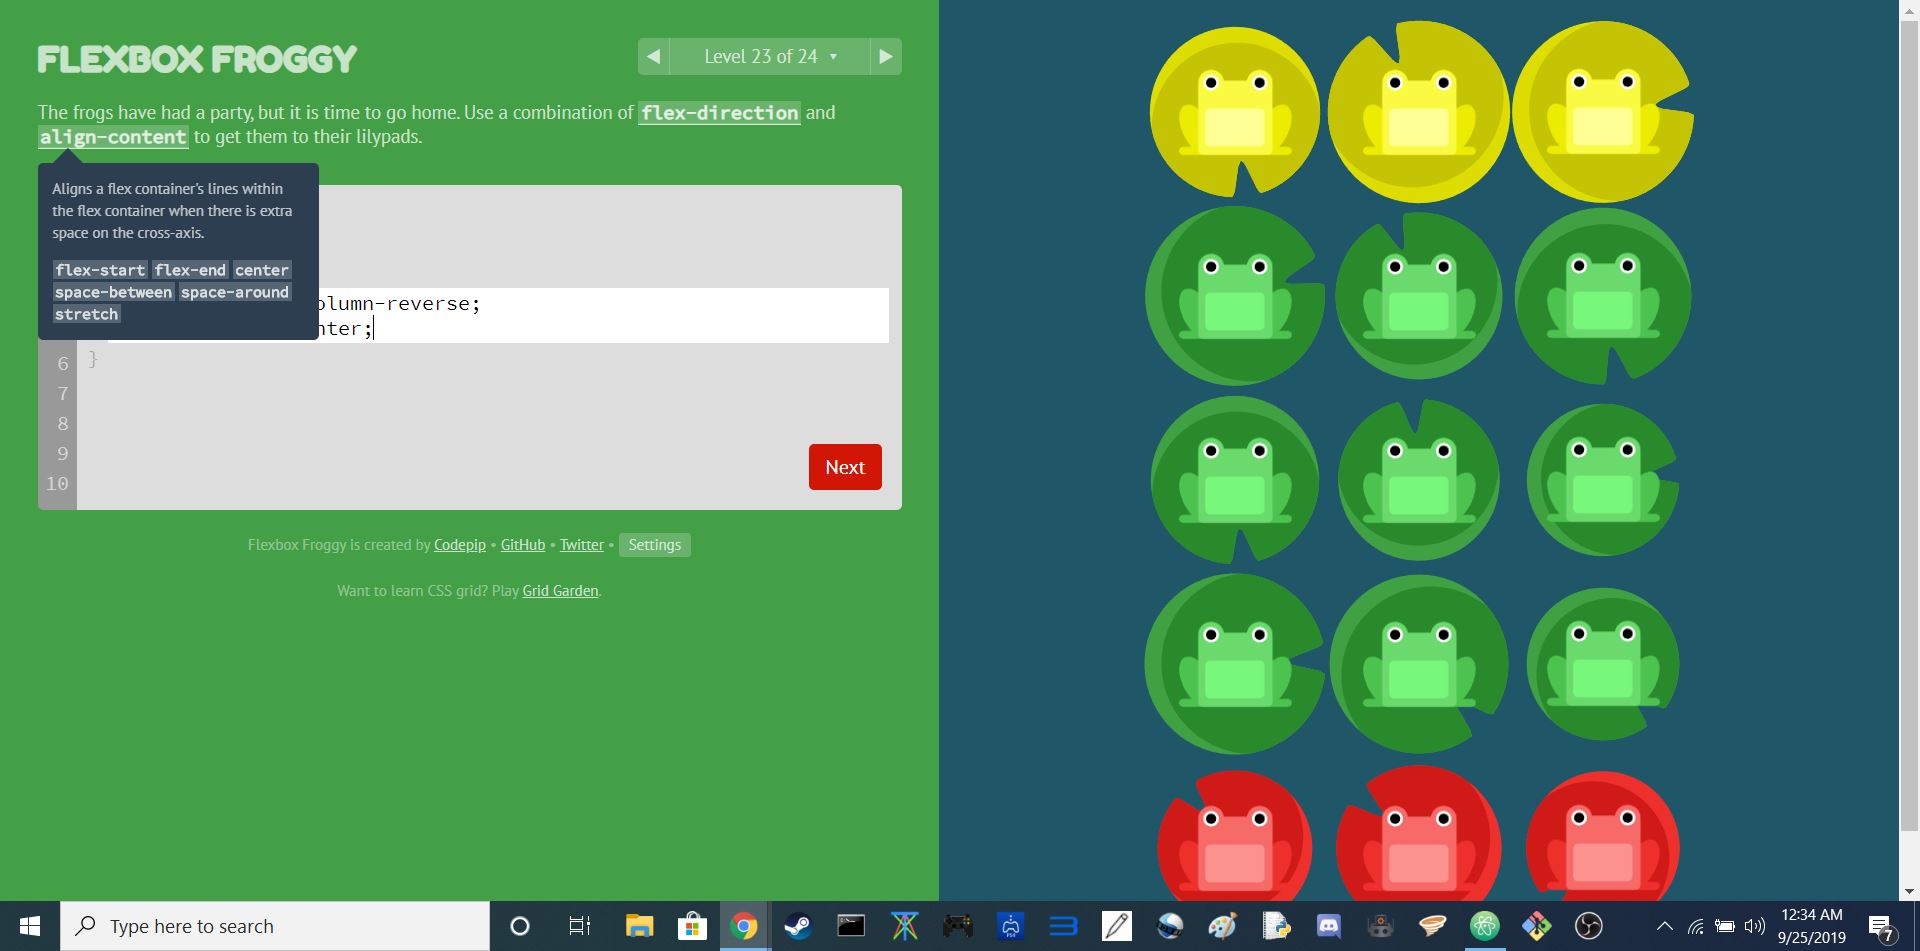 FLEXBOX FROGGY
◀ Level 23 of 24 ▾ ▶
The frogs have had a party, but it is time to go home. Use a combination of flex-direction and
align-content to get them to their lilypads.
Aligns a flex container's lines within
the flex container when there is extra
space on the cross-axis.
flex-start flex-end center
space-between space-around
stretch
olumn-reverse;
nter;
6 }
7
8
9
10
Next
Flexbox Froggy is created by Codepip • GitHub • Twitter • Settings
Want to learn CSS grid? Play Grid Garden.
Type here to search
12:34 AM
9/25/2019
7